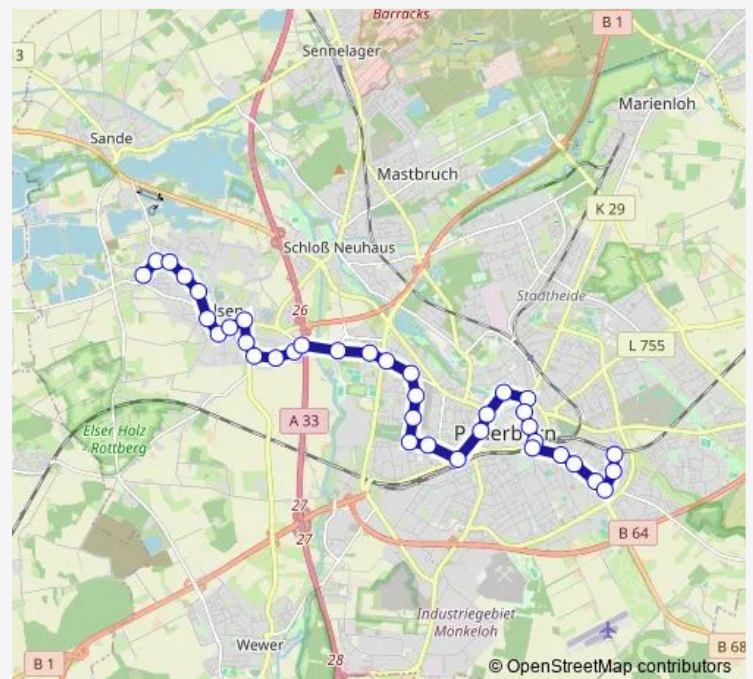 Barracks
B 1
3
Sennelager
Marienloh
Sande
Mastbruch
K 29
Schloß Neuhaus
Stadtheide
26
L 755
A 33
Elser Holz
- Rottberg
27
27
B 64
Industriegebiet
Mönkeloh
Wewer
B 68
B 1
28
© OpenStreetMap contributors